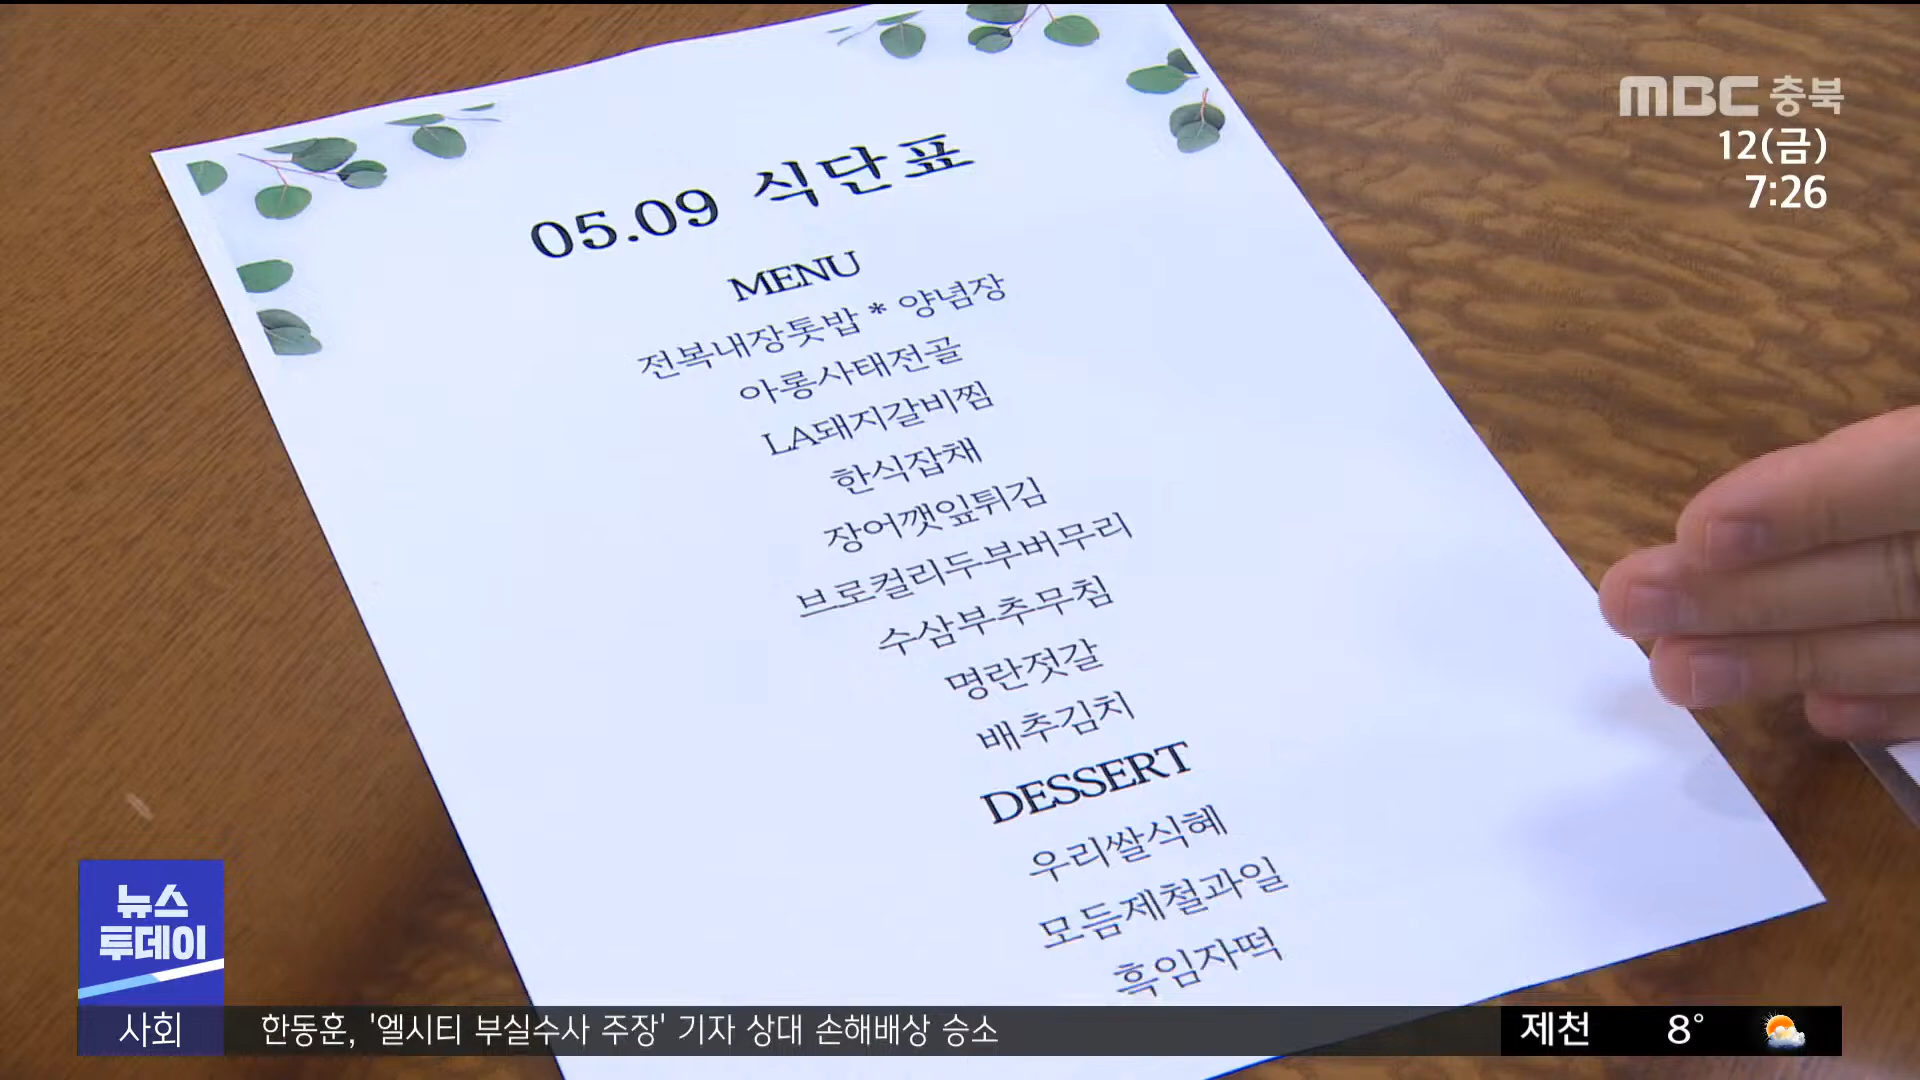 MBC 충북
12(금)
7:26
05.09 식단표
MENU
전복내장톳밥 * 양념장
아롱사태전골
LA돼지갈비찜
한식잡채
장어깻잎튀김
브로컬리두부버무리
수삼부추무침
명란젓갈
배추김치
DESSERT
우리쌀식혜
모듬제철과일
흑임자떡
뉴스
투데이
사회 한동훈, '엘시티 부실수사 주장' 기자 상대 손해배상 승소
제천 8°